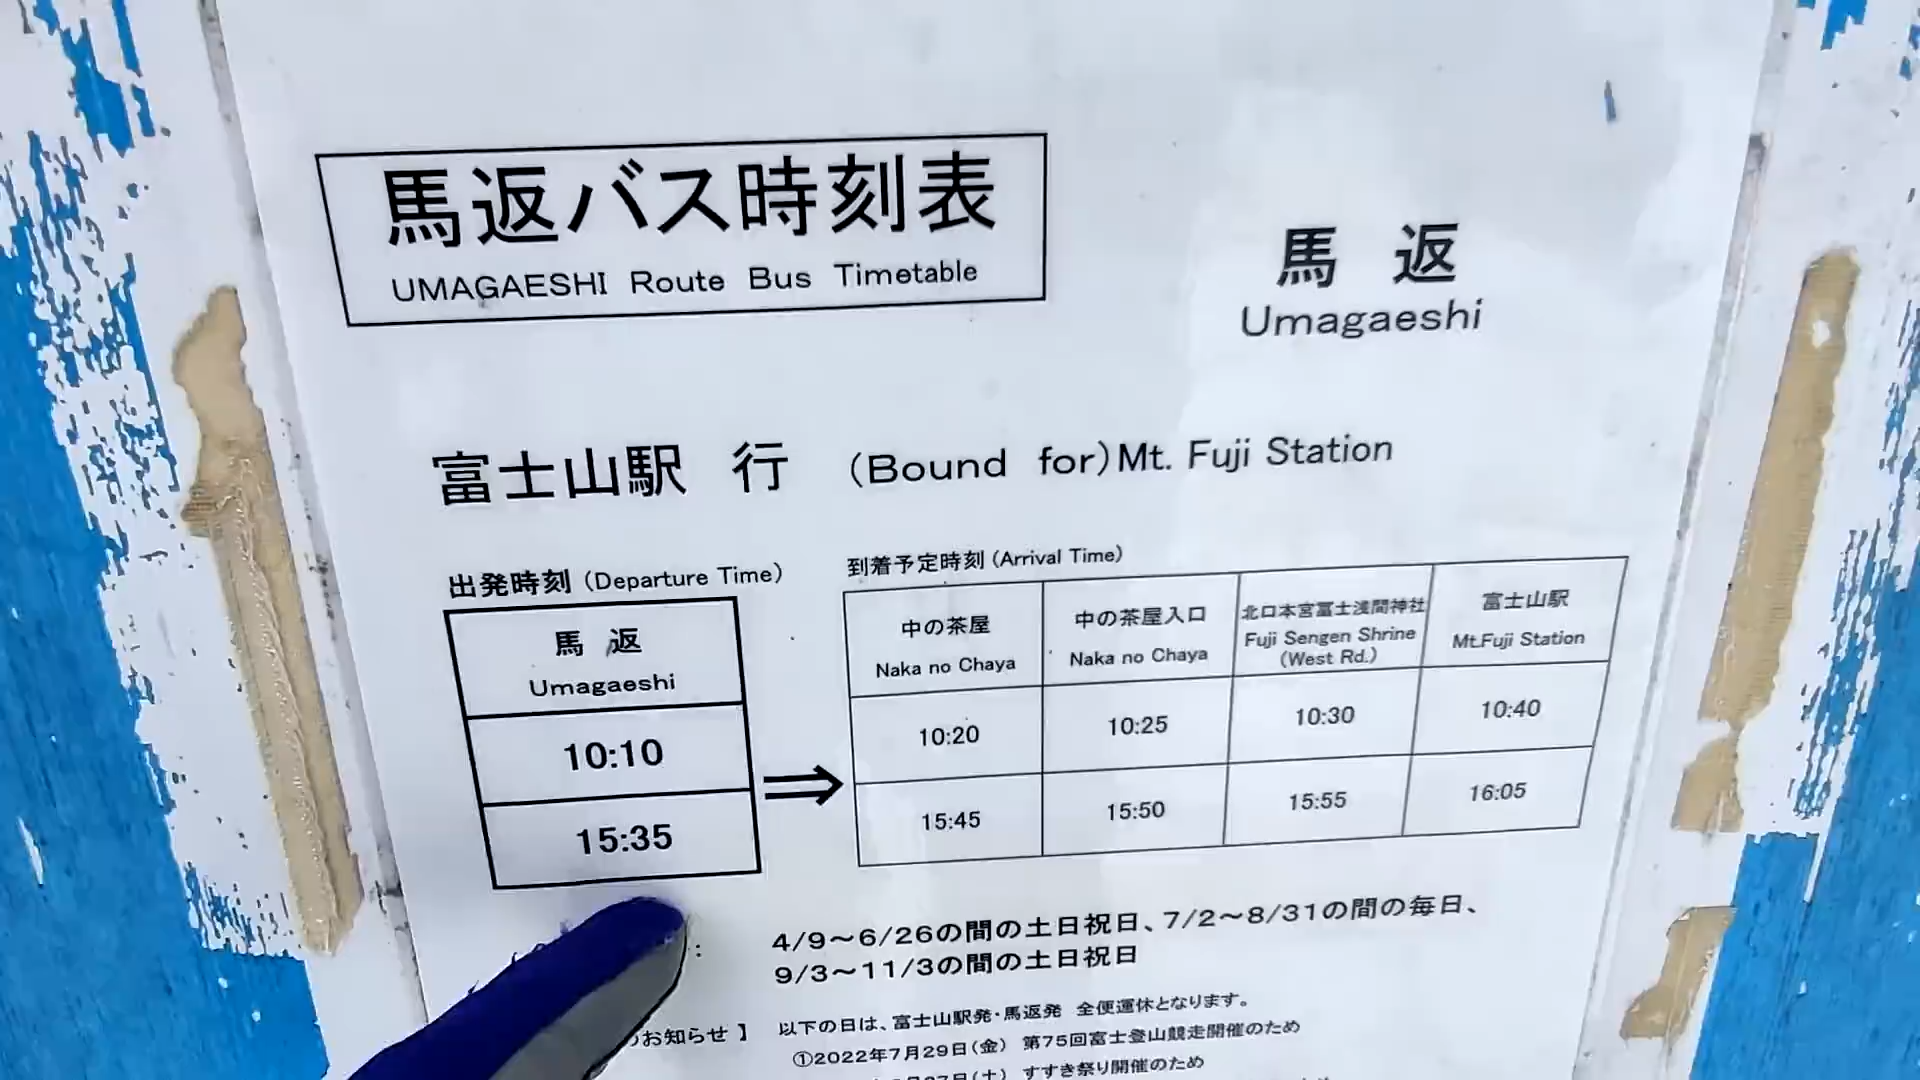 馬返バス時刻表
UMAGAESHI Route Bus Timetable
馬 返
Umagaeshi
富士山駅 行 (Bound for)Mt. Fuji Station
出発時刻 (Departure Time)
馬 返
Umagaeshi
10:10
15:35
⇒
到着予定時刻 (Arrival Time)
中の茶屋 中の茶屋入口 北口本宮冨士浅間神社 富士山駅
Naka no Chaya Naka no Chaya Fuji Sengen Shrine (West Rd.) Mt.Fuji Station
10:20 10:25 10:30 10:40
15:45 15:50 15:55 16:05
: 4/9～6/26の間の土日祝日、7/2～8/31の間の毎日、
9/3～11/3の間の土日祝日
お知らせ 】 以下の日は、富士山駅発・馬返発 全便運休となります。
①2022年7月29日(金) 第75回富士登山競走開催のため
27日(土) すすき祭り開催のため